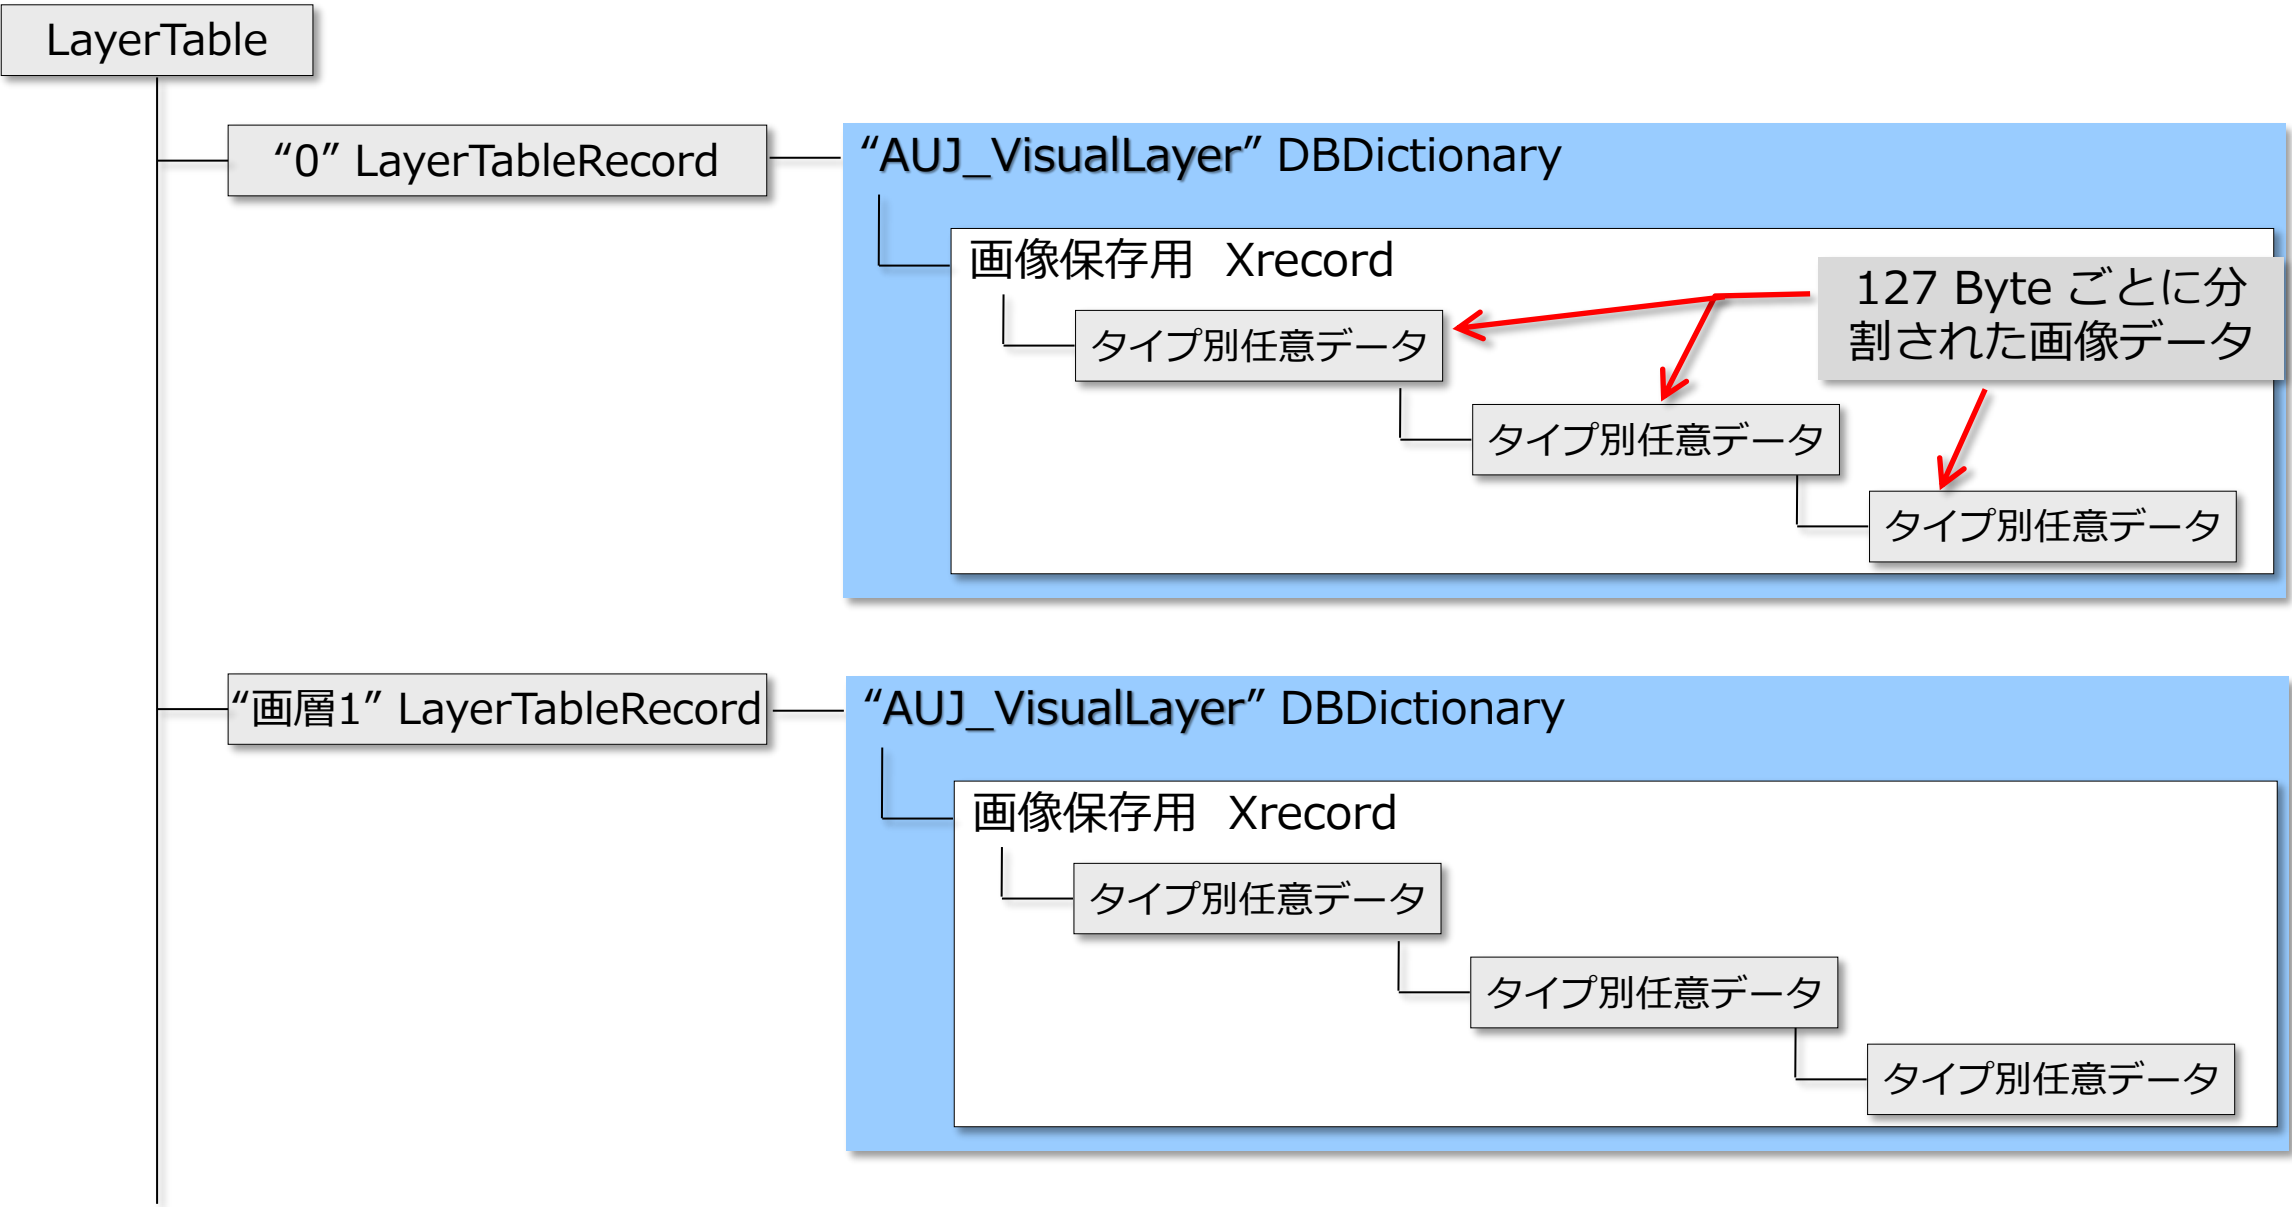 LayerTable
“0” LayerTableRecord
“AUJ_VisualLayer” DBDictionary
画像保存用　Xrecord
127 Byte ごとに分
割された画像データ
タイプ別任意データ
タイプ別任意データ
タイプ別任意データ
“画層1” LayerTableRecord
“AUJ_VisualLayer” DBDictionary
画像保存用　Xrecord
タイプ別任意データ
タイプ別任意データ
タイプ別任意データ